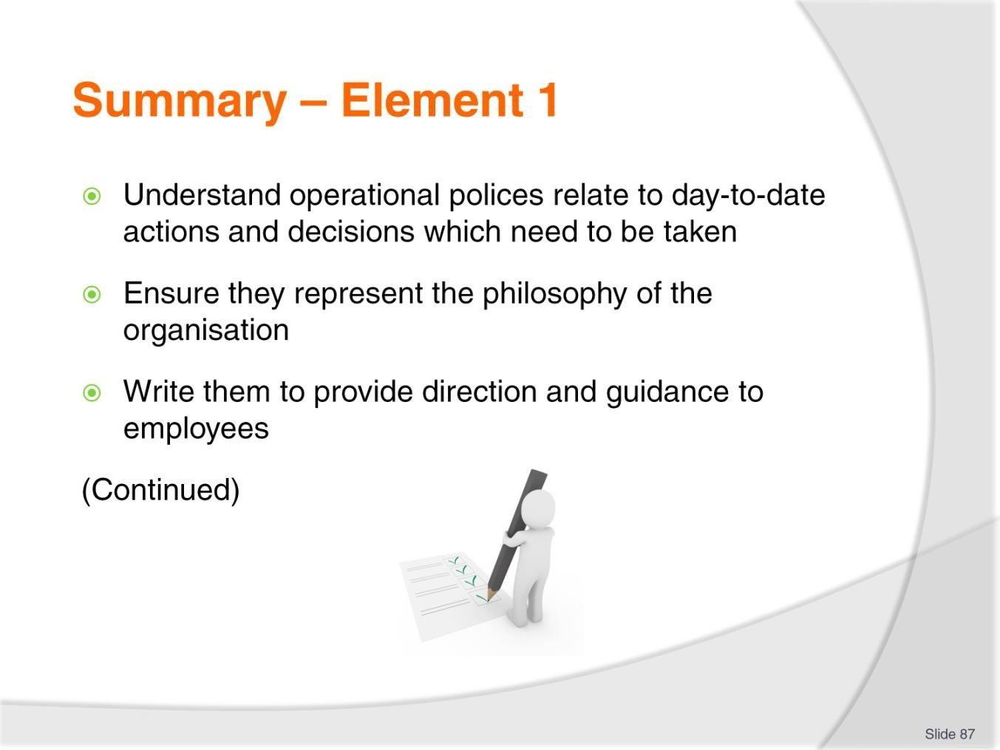 Summary – Element 1
Understand operational polices relate to day-to-date
actions and decisions which need to be taken
Ensure they represent the philosophy of the
organisation
Write them to provide direction and guidance to
employees
(Continued)
Slide 87